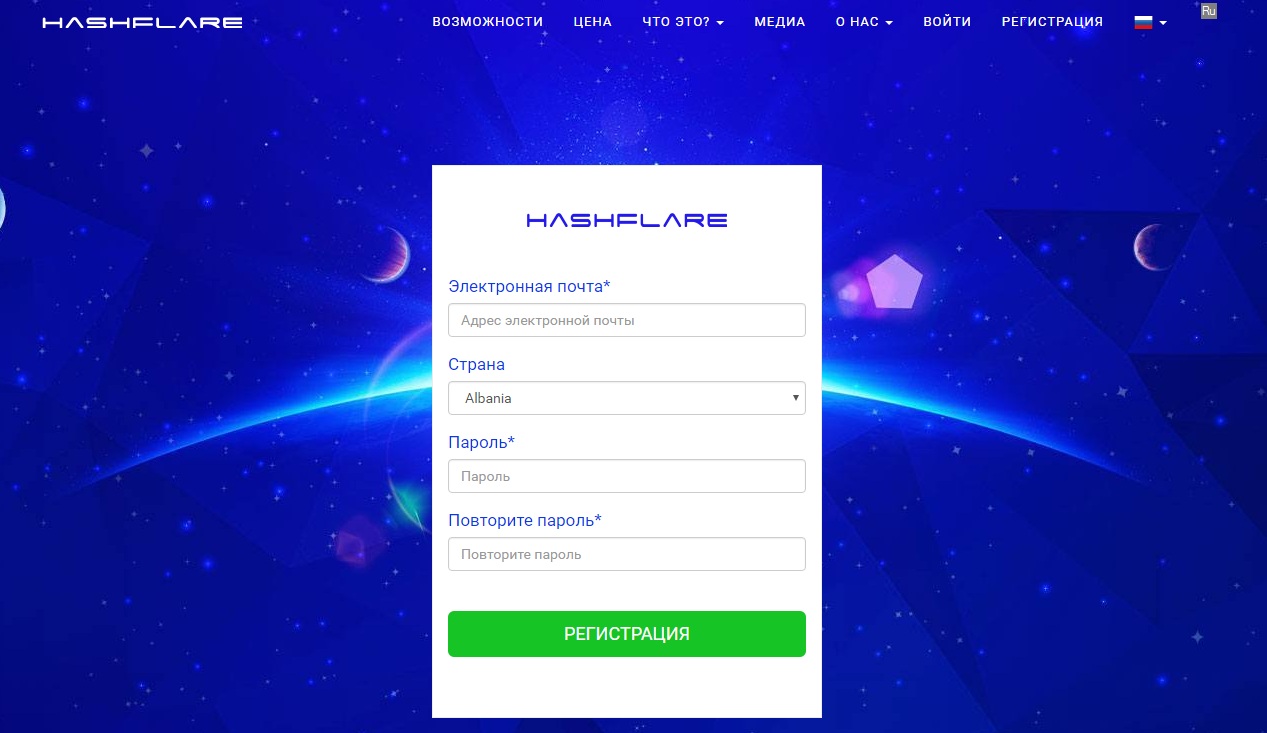 HASHFLARE ВОЗМОЖНОСТИ ЦЕНА ЧТО ЭТО? МЕДИА О НАС ВОЙТИ РЕГИСТРАЦИЯ Ru
HASHFLARE
Электронная почта*
Адрес электронной почты
Страна
Albania
Пароль*
Пароль
Повторите пароль*
Повторите пароль
РЕГИСТРАЦИЯ